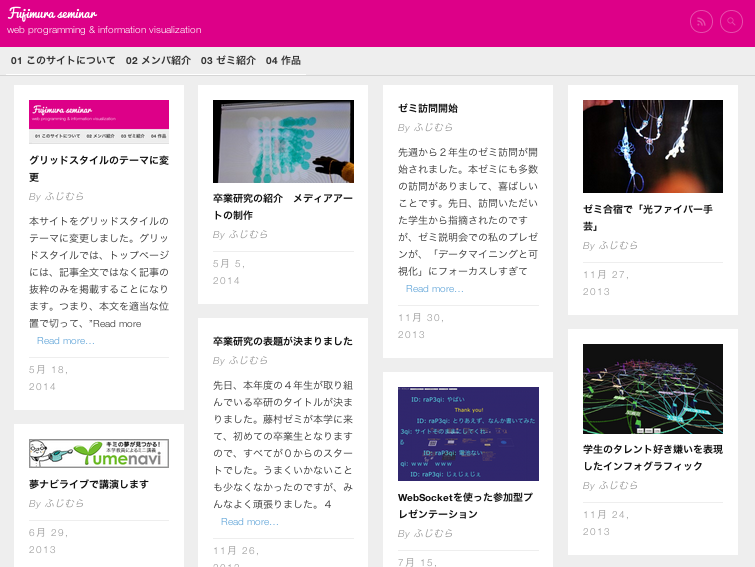 Fujimura seminar
web programming & information visualization
01 このサイトについて 02 メンバ紹介 03 ゼミ紹介 04 作品
Fujimura seminar
web programming & information visualization
01 このサイトについて 02 メンバ紹介 03 ゼミ紹介 04 作品
グリッドスタイルのテーマに変
更
By ふじむら
本サイトをグリッドスタイルの
テーマに変更しました。グリッ
ドスタイルでは、トップページ
には、記事全文ではなく記事の
抜粋のみを掲載することになり
ます。つまり、本文を適当な位
置で切って、"Read more
Read more…
5月 18,
2014
キミの夢が見つかる!
大学教員によるミニ講義
Yumenavi
夢ナビライブで講演します
By ふじむら
6月 29,
2013
卒業研究の紹介 メディアアー
トの制作
By ふじむら
5月 5,
2014
卒業研究の表題が決まりました
By ふじむら
先日、本年度の４年生が取り組
んでいる卒研のタイトルが決ま
りました。藤村ゼミが本学に来
て、初めての卒業生となります
ので、すべてが０からのスター
トでした。うまくいかないこと
も少なくなかったのですが、み
んなよく頑張りました。４
Read more…
11月 26,
ゼミ訪問開始
By ふじむら
先週から２年生のゼミ訪問が開
始されました。本ゼミにも多数
の訪問がありまして、喜ばしい
ことです。先日、訪問いただい
た学生から指摘されたのです
が、ゼミ説明会での私のプレゼ
ンが、「データマイニングと可
視化」にフォーカスしすぎて
Read more…
11月 30,
2013
ID: raP3qi: やばい
Thank you!
ID: raP3qi: とりあえず、なんか書いてみた
ID: raP3qi: 電池ない
qi: www www
ID: raP3qi: じぇじぇじぇ
WebSocketを使った参加型プ
レゼンテーション
By ふじむら
7月 15,
ゼミ合宿で「光ファイバー手
芸」
By ふじむら
11月 27,
2013
学生のタレント好き嫌いを表現
したインフォグラフィック
By ふじむら
11月 24,
2013